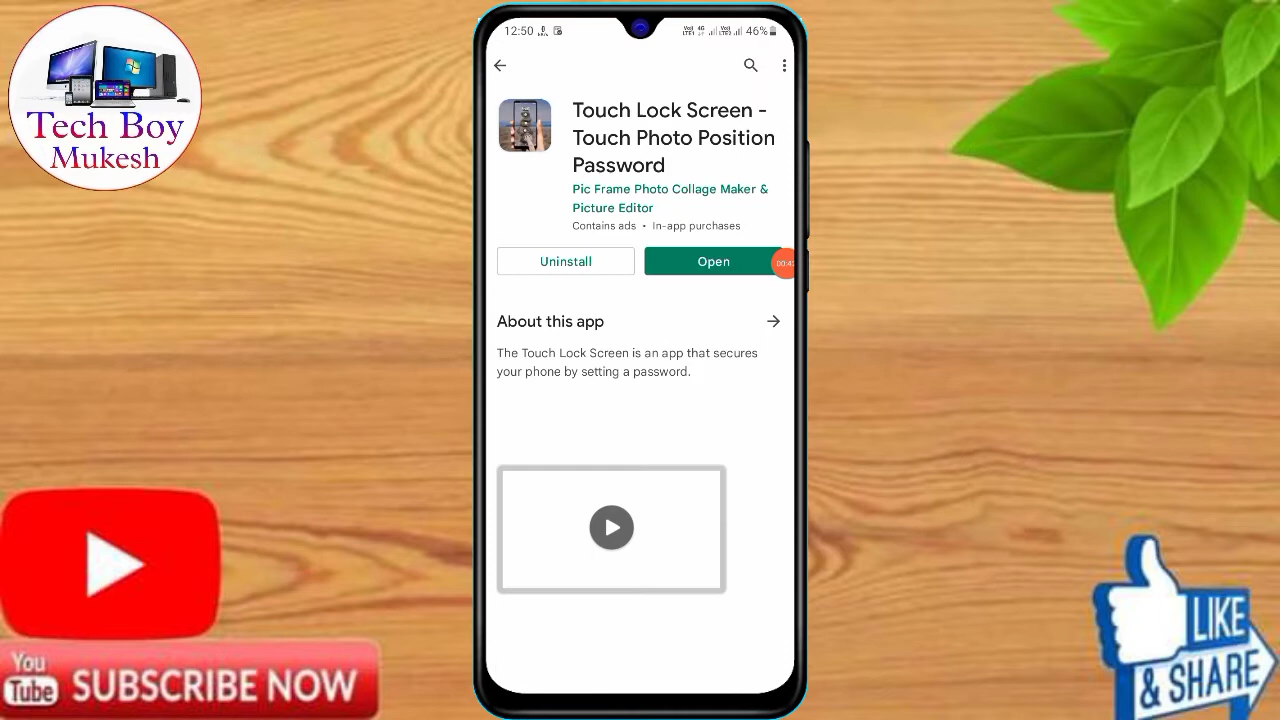 Tech Boy
Mukesh
12:50
46%
Touch Lock Screen -
Touch Photo Position
Password
Pic Frame Photo Collage Maker &
Picture Editor
Contains ads • In-app purchases
Uninstall
Open
About this app
The Touch Lock Screen is an app that secures
your phone by setting a password.
You
Tube
SUBSCRIBE NOW
LIKE
& SHARE